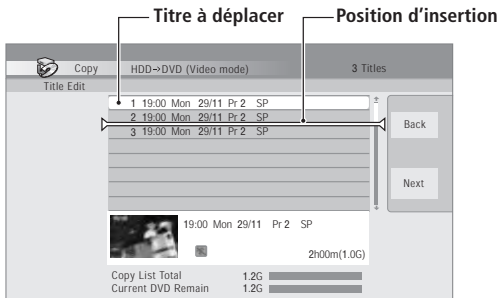 Titre à déplacer
Position d'insertion
Copy HDD→DVD (Video mode) 3 Titles
Title Edit
1 19:00 Mon 29/11 Pr 2 SP
2 19:00 Mon 29/11 Pr 2 SP
3 19:00 Mon 29/11 Pr 2 SP
Back
Next
19:00 Mon 29/11 Pr 2 SP
2h00m(1.0G)
Copy List Total 1.2G
Current DVD Remain 1.2G